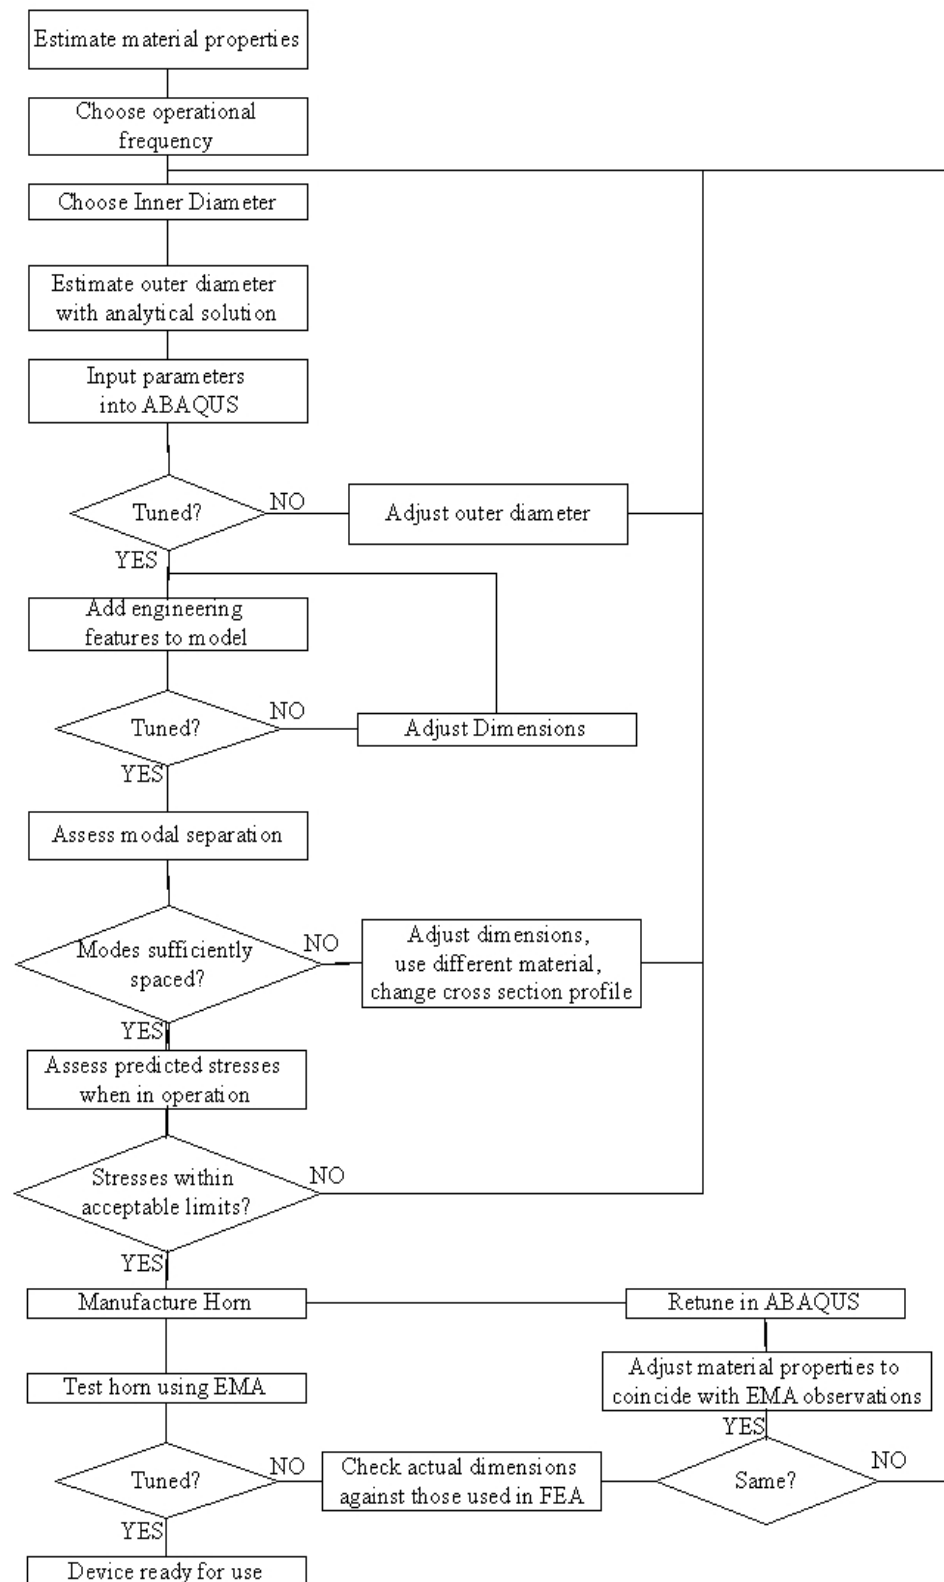 Estimate material properties
Choose operational
frequency
Choose Inner Diameter
Estimate outer diameter
with analytical solution
Input parameters
into ABAQUS
Tuned?
NO
Adjust outer diameter
YES
Add engineering
features to model
Tuned?
NO
Adjust Dimensions
YES
Assess modal separation
Modes sufficiently
spaced?
NO
Adjust dimensions,
use different material,
change cross section profile
YES
Assess predicted stresses
when in operation
Stresses within
acceptable limits?
NO
YES
Manufacture Horn
Retune in ABAQUS
Test horn using EMA
Adjust material properties to
coincide with EMA observations
YES
Tuned?
NO
Check actual dimensions
against those used in FEA
Same?
NO
YES
Device ready for use